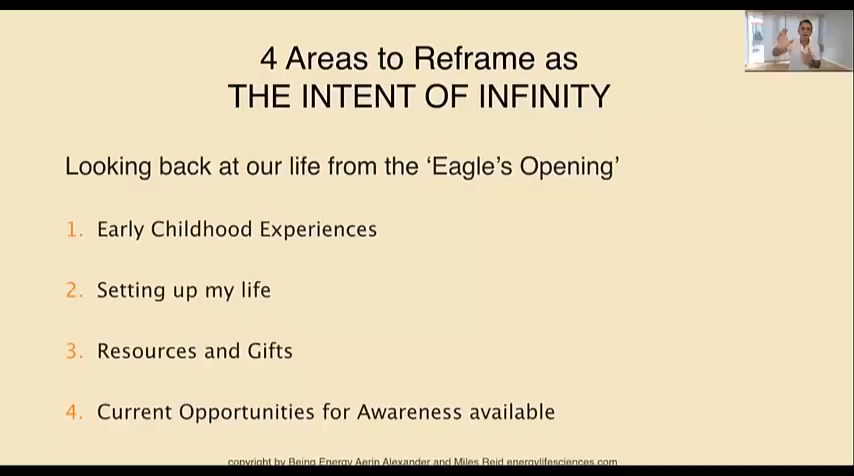 4 Areas to Reframe as
THE INTENT OF INFINITY
Looking back at our life from the ‘Eagle’s Opening’
1. Early Childhood Experiences
2. Setting up my life
3. Resources and Gifts
4. Current Opportunities for Awareness available
copyright by Being Energy Aerin Alexander and Miles Reid energylifesciences.com